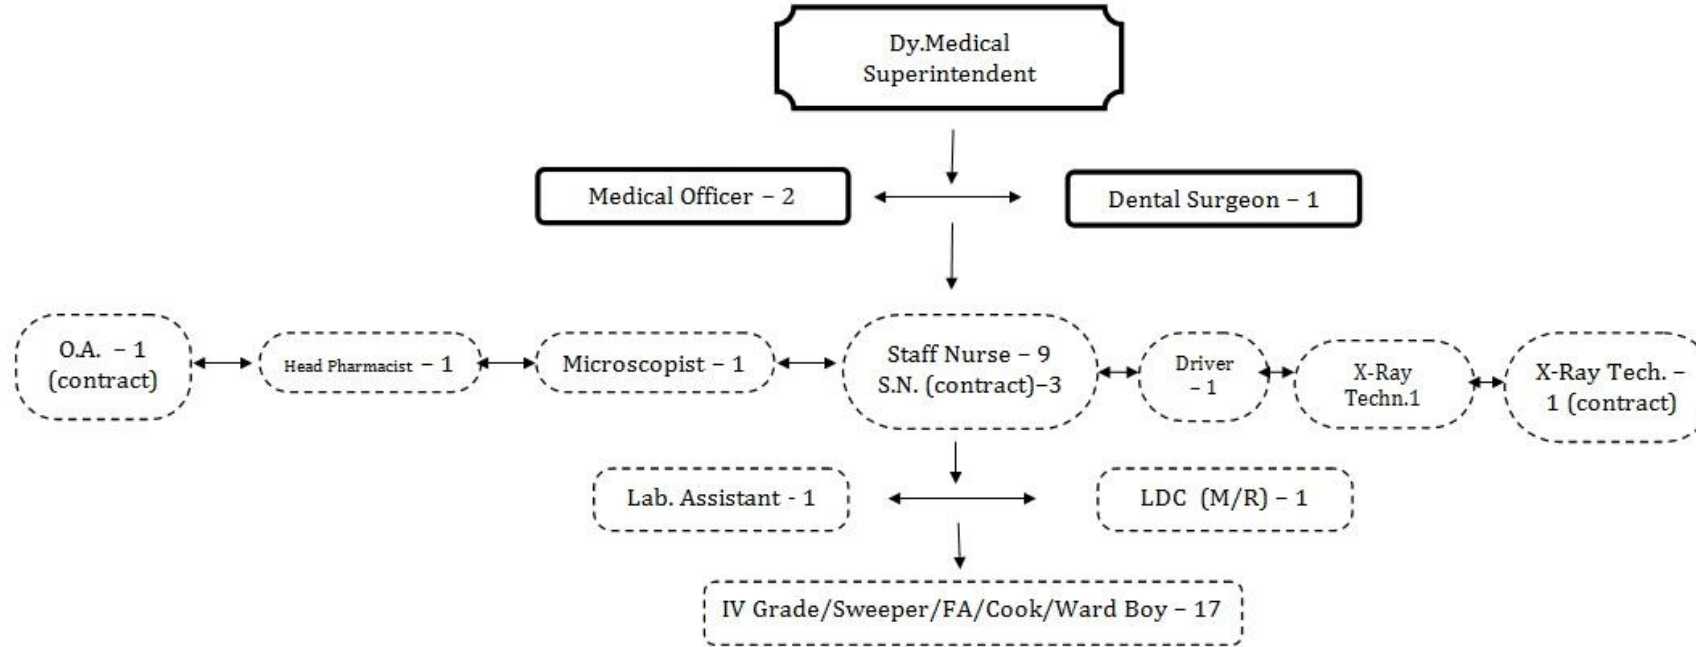 Dy.Medical
Superintendent
Medical Officer – 2
Dental Surgeon – 1
O.A. – 1
(contract)
Head Pharmacist – 1
Microscopist – 1
Staff Nurse – 9
S.N. (contract)–3
Driver
– 1
X-Ray
Techn.1
X-Ray Tech. –
1 (contract)
Lab. Assistant - 1
LDC (M/R) – 1
IV Grade/Sweeper/FA/Cook/Ward Boy – 17